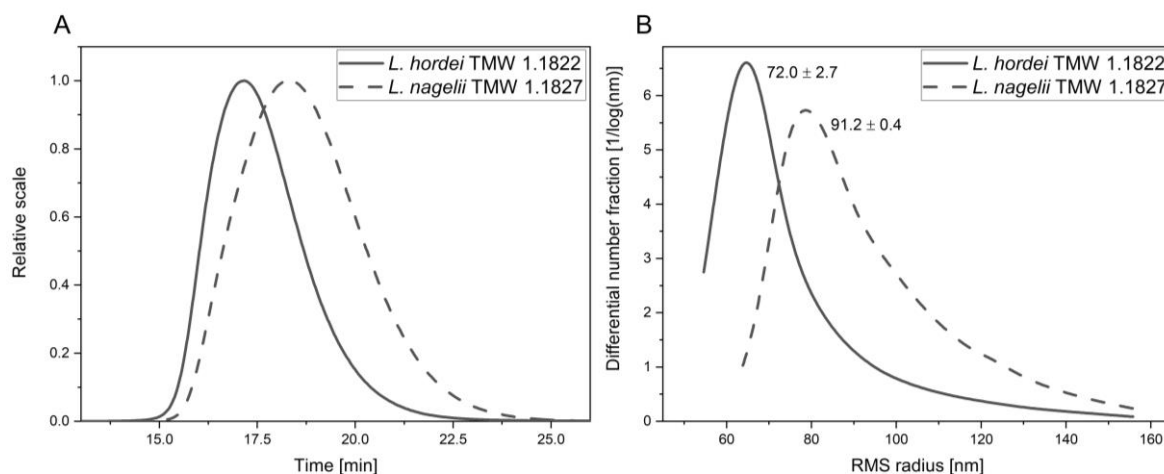 A
L. hordei TMW 1.1822
L. nagelii TMW 1.1827
1.0
0.8
0.6
0.4
0.2
0.0
Relative scale
15.0 17.5 20.0 22.5 25.0
Time [min]
B
L. hordei TMW 1.1822
L. nagelii TMW 1.1827
72.0 ± 2.7
91.2 ± 0.4
6
5
4
3
2
1
0
Differential number fraction [1/log(nm)]
60 80 100 120 140 160
RMS radius [nm]